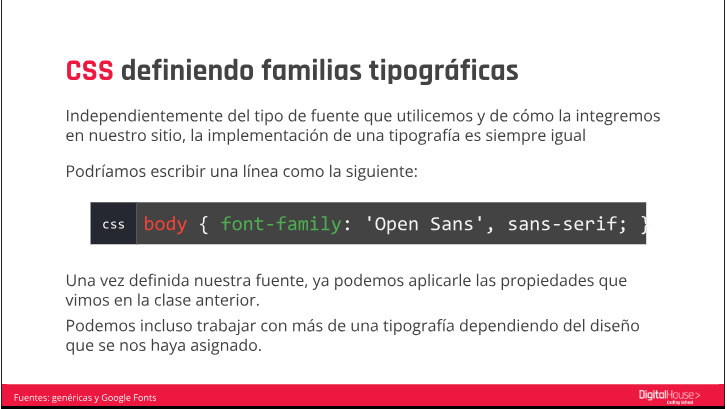 CSS definiendo familias tipográficas
Independientemente del tipo de fuente que utilicemos y de cómo la integremos
en nuestro sitio, la implementación de una tipografía es siempre igual
Podríamos escribir una línea como la siguiente:
css body { font-family: 'Open Sans', sans-serif; }
Una vez definida nuestra fuente, ya podemos aplicarle las propiedades que
vimos en la clase anterior.
Podemos incluso trabajar con más de una tipografía dependiendo del diseño
que se nos haya asignado.
Fuentes: genéricas y Google Fonts
DigitalHouse>
Coding School